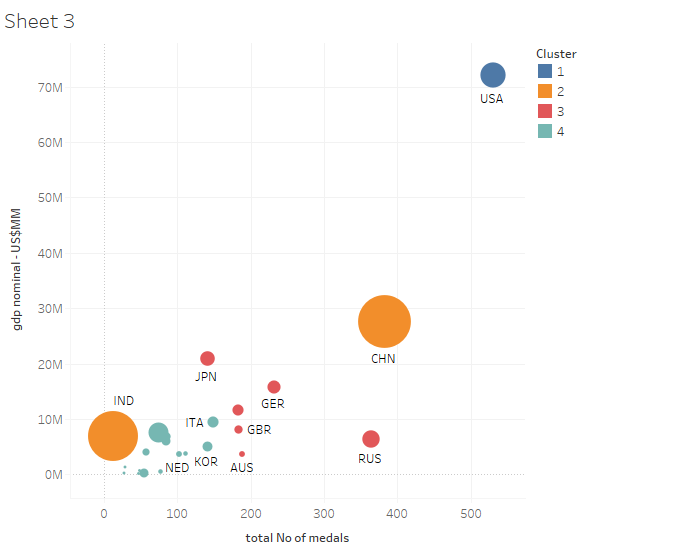 Sheet 3
Cluster
1
2
3
4
gdp nominal - US$MM
70M
60M
50M
40M
30M
20M
10M
0M
USA
CHN
JPN
GER
IND
ITA
GBR
RUS
KOR
NED
AUS
0
100
200
300
400
500
total No of medals